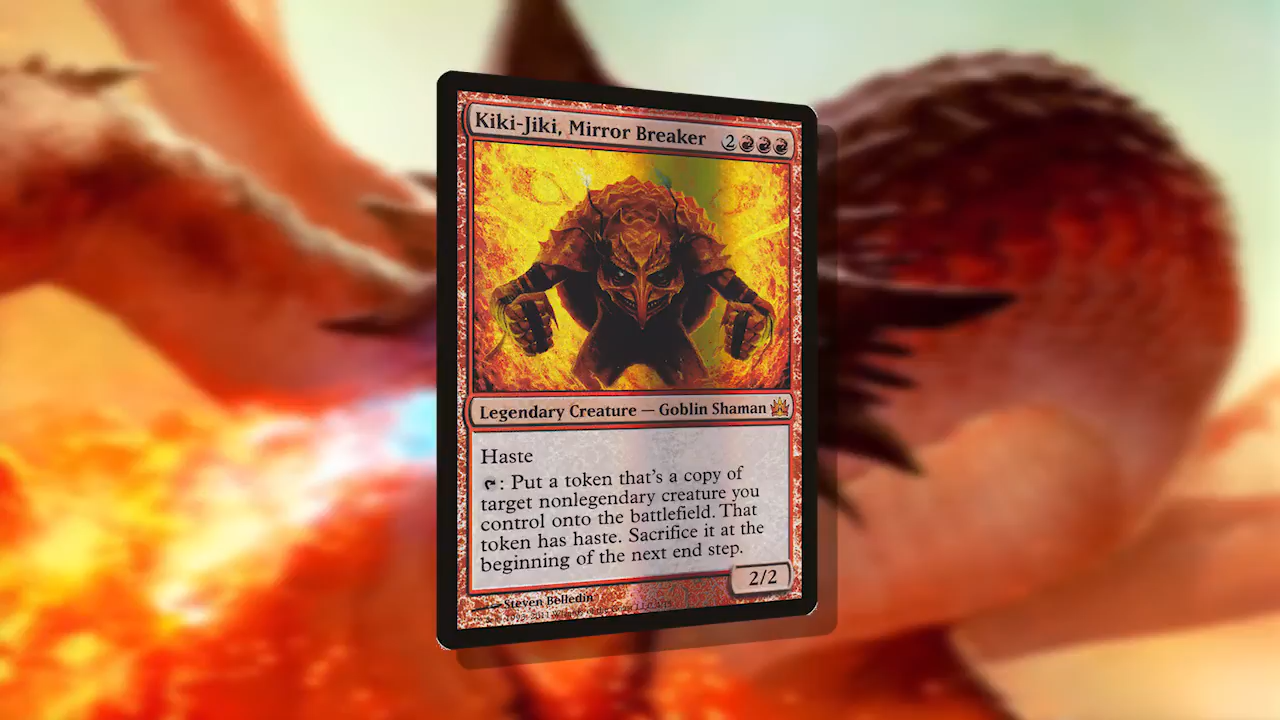 Kiki-Jiki, Mirror Breaker 2
Legendary Creature — Goblin Shaman
Haste
: Put a token that's a copy of
target nonlegendary creature you
control onto the battlefield. That
token has haste. Sacrifice it at the
beginning of the next end step.
2/2
Steven Belledin